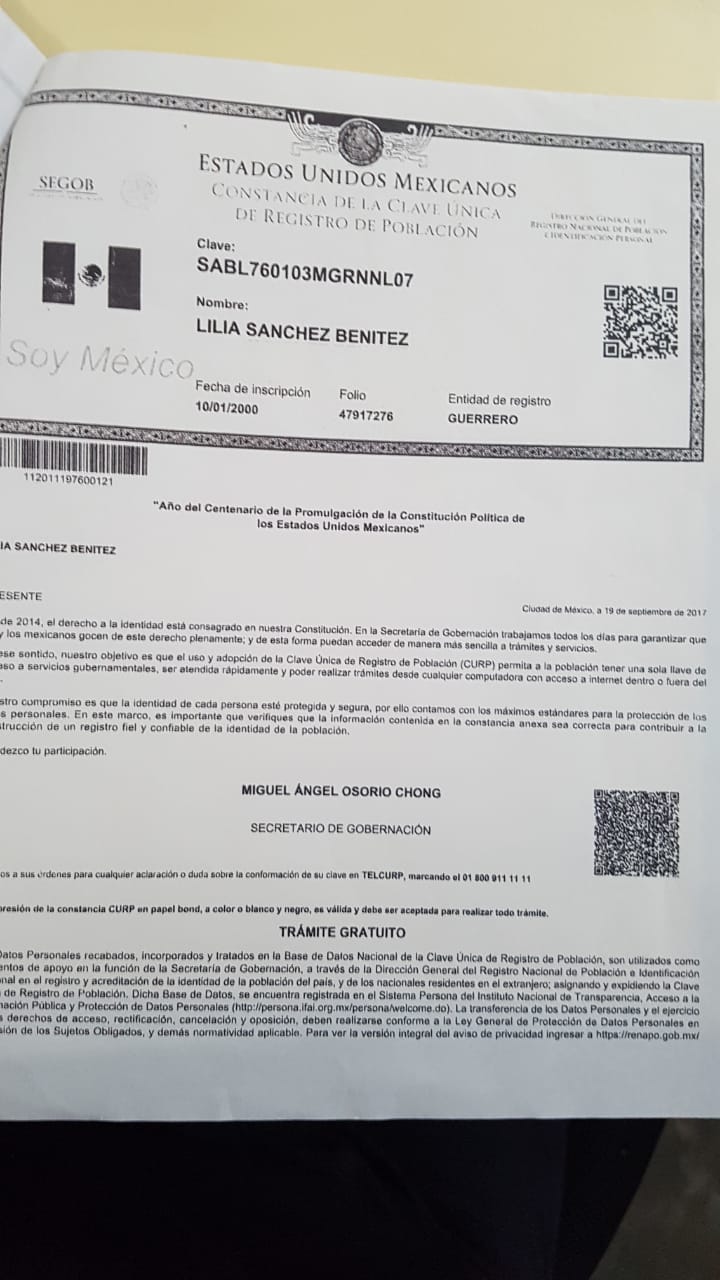 SEGOB
ESTADOS UNIDOS MEXICANOS
CONSTANCIA DE LA CLAVE ÚNICA
DE REGISTRO DE POBLACIÓN
DIRECCIÓN GENERAL DEL
REGISTRO NACIONAL DE POBLACIÓN
E IDENTIFICACIÓN PERSONAL
Clave:
SABL760103MGRNNL07
Nombre:
LILIA SANCHEZ BENITEZ
Soy México
Fecha de inscripción Folio Entidad de registro
10/01/2000 47917276 GUERRERO
112011197600121
"Año del Centenario de la Promulgación de la Constitución Política de
los Estados Unidos Mexicanos"
IA SANCHEZ BENITEZ
ESENTE
Ciudad de México, a 19 de septiembre de 2017
de 2014, el derecho a la identidad está consagrado en nuestra Constitución. En la Secretaría de Gobernación trabajamos todos los días para garantizar que
y los mexicanos gocen de este derecho plenamente; y de esta forma puedan acceder de manera más sencilla a trámites y servicios.
ese sentido, nuestro objetivo es que el uso y adopción de la Clave Única de Registro de Población (CURP) permita a la población tener una sola llave de
aso a servicios gubernamentales, ser atendida rápidamente y poder realizar trámites desde cualquier computadora con acceso a internet dentro o fuera del
stro compromiso es que la identidad de cada persona esté protegida y segura, por ello contamos con los máximos estándares para la protección de los
s personales. En este marco, es importante que verifiques que la información contenida en la constancia anexa sea correcta para contribuir a la
strucción de un registro fiel y confiable de la identidad de la población.
dezco tu participación.
MIGUEL ÁNGEL OSORIO CHONG
SECRETARIO DE GOBERNACIÓN
os a sus órdenes para cualquier aclaración o duda sobre la conformación de su clave en TELCURP, marcando el 01 800 911 11 11
presión de la constancia CURP en papel bond, a color o blanco y negro, es válida y debe ser aceptada para realizar todo trámite.
TRÁMITE GRATUITO
Datos Personales recabados, incorporados y tratados en la Base de Datos Nacional de la Clave Única de Registro de Población, son utilizados como
entos de apoyo en la función de la Secretaría de Gobernación, a través de la Dirección General del Registro Nacional de Población e Identificación
nal en el registro y acreditación de la identidad de la población del país, y de los nacionales residentes en el extranjero; asignando y expidiendo la Clave
de Registro de Población. Dicha Base de Datos, se encuentra registrada en el Sistema Persona del Instituto Nacional de Transparencia, Acceso a la
nación Pública y Protección de Datos Personales (http://persona.ifai.org.mx/persona/welcome.do). La transferencia de los Datos Personales y el ejercicio
s derechos de acceso, rectificación, cancelación y oposición, deben realizarse conforme a la Ley General de Protección de Datos Personales en
sión de los Sujetos Obligados, y demás normatividad aplicable. Para ver la versión integral del aviso de privacidad ingresar a https://renapo.gob.mx/